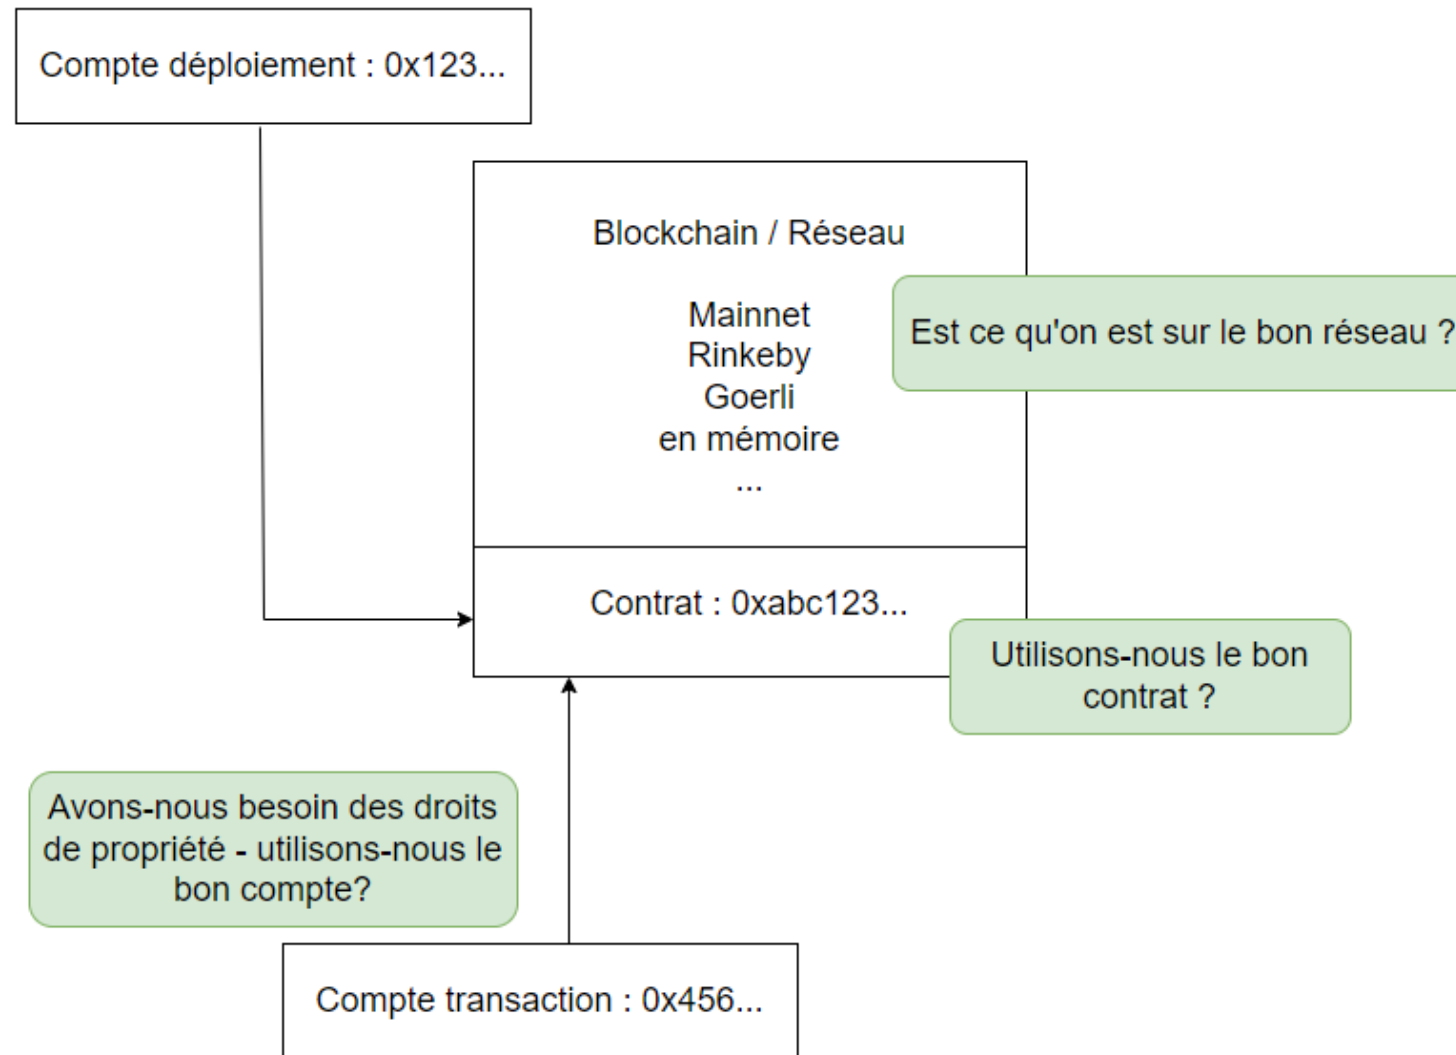 Compte déploiement : 0x123...
Blockchain / Réseau
Mainnet
Rinkeby
Goerli
en mémoire
...
Est ce qu'on est sur le bon réseau ?
Contrat : 0xabc123...
Utilisons-nous le bon
contrat ?
Avons-nous besoin des droits
de propriété - utilisons-nous le
bon compte?
Compte transaction : 0x456...